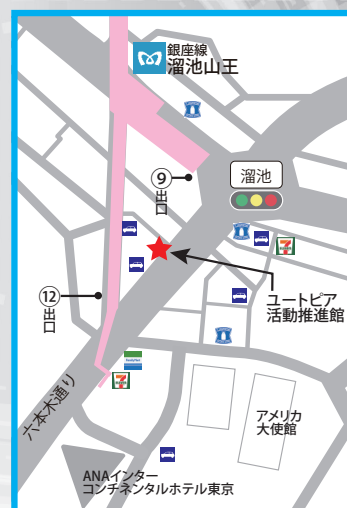 銀座線
溜池山王
⑨
出口
溜池
⑫
出口
ユートピア
活動推進館
六本木通り
FamilyMart
アメリカ
大使館
ANAインター
コンチネンタルホテル東京